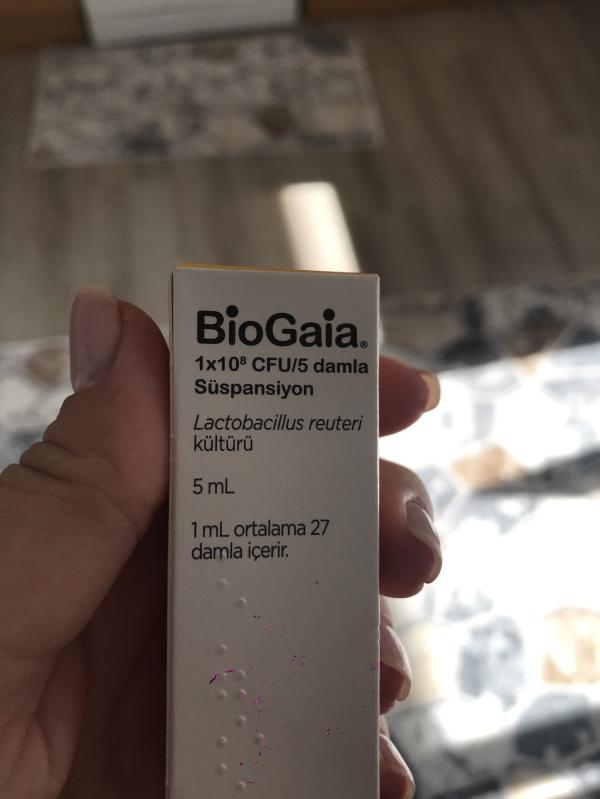 BioGaia®
1x10⁸ CFU/5 damla
Süspansiyon
Lactobacillus reuteri
kültürü
5 mL
1 mL ortalama 27
damla içerir.